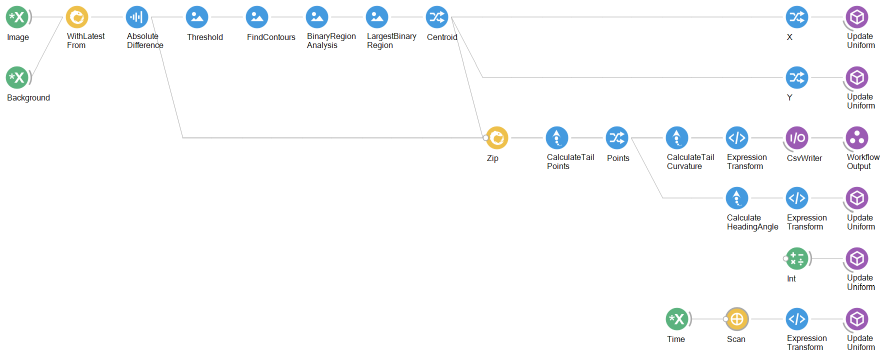 Image
WithLatest
From
Absolute
Difference
Threshold
FindContours
BinaryRegion
Analysis
LargestBinary
Region
Centroid
X
Update
Uniform
Background
Y
Update
Uniform
Zip
CalculateTail
Points
Points
CalculateTail
Curvature
Expression
Transform
CsvWriter
Workflow
Output
Calculate
HeadingAngle
Expression
Transform
Update
Uniform
Int
Update
Uniform
Time
Scan
Expression
Transform
Update
Uniform